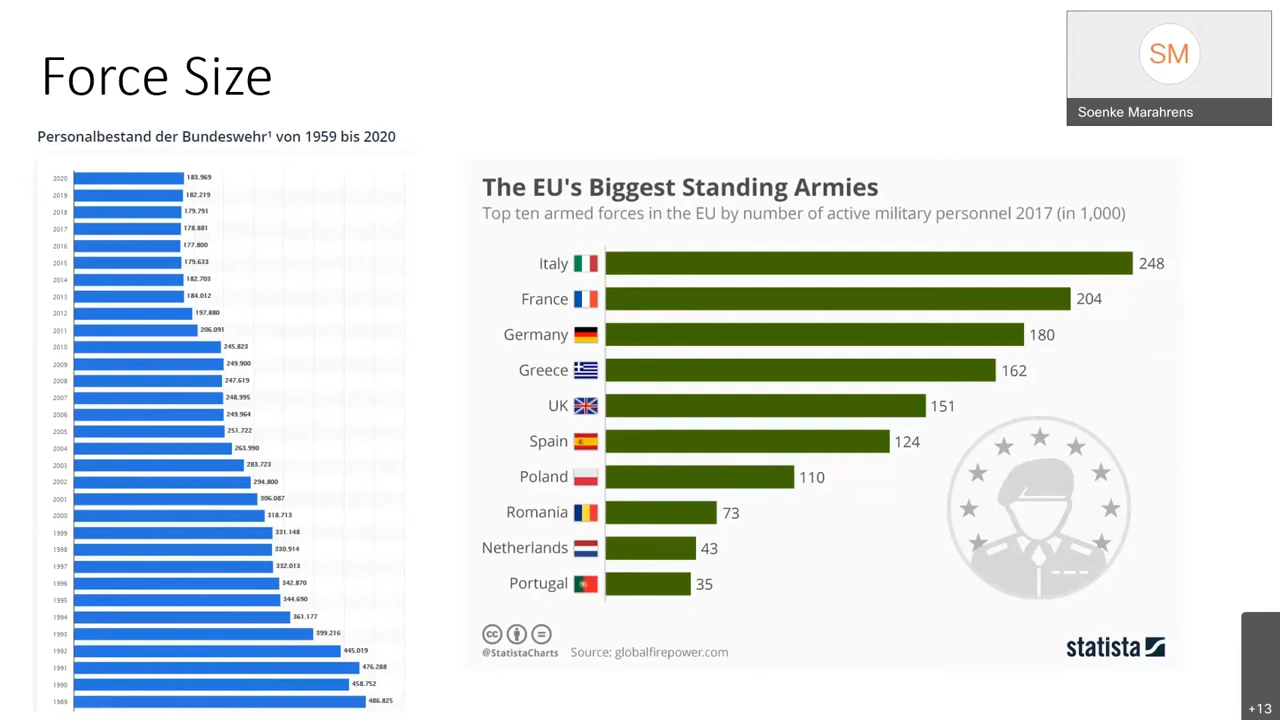 Force Size
SM
Soenke Marahrens
Personalbestand der Bundeswehr¹ von 1959 bis 2020
2020 183.969
2019 182.219
2018 179.791
2017 178.881
2016 177.800
2015 179.633
2014 182.703
2013 184.012
2012 197.880
2011 206.091
2010 245.823
2009 249.900
2008 247.619
2007 248.995
2006 249.964
2005 251.722
2004 263.990
2003 283.723
2002 294.800
2001 306.087
2000 318.713
1999 331.148
1998 330.914
1997 332.013
1996 342.870
1995 344.690
1994 361.177
1993 399.216
1992 445.019
1991 476.288
1990 458.752
1989 486.825
The EU's Biggest Standing Armies
Top ten armed forces in the EU by number of active military personnel 2017 (in 1,000)
Italy 248
France 204
Germany 180
Greece 162
UK 151
Spain 124
Poland 110
Romania 73
Netherlands 43
Portugal 35
cc
@StatistaCharts Source: globalfirepower.com
statista
+13